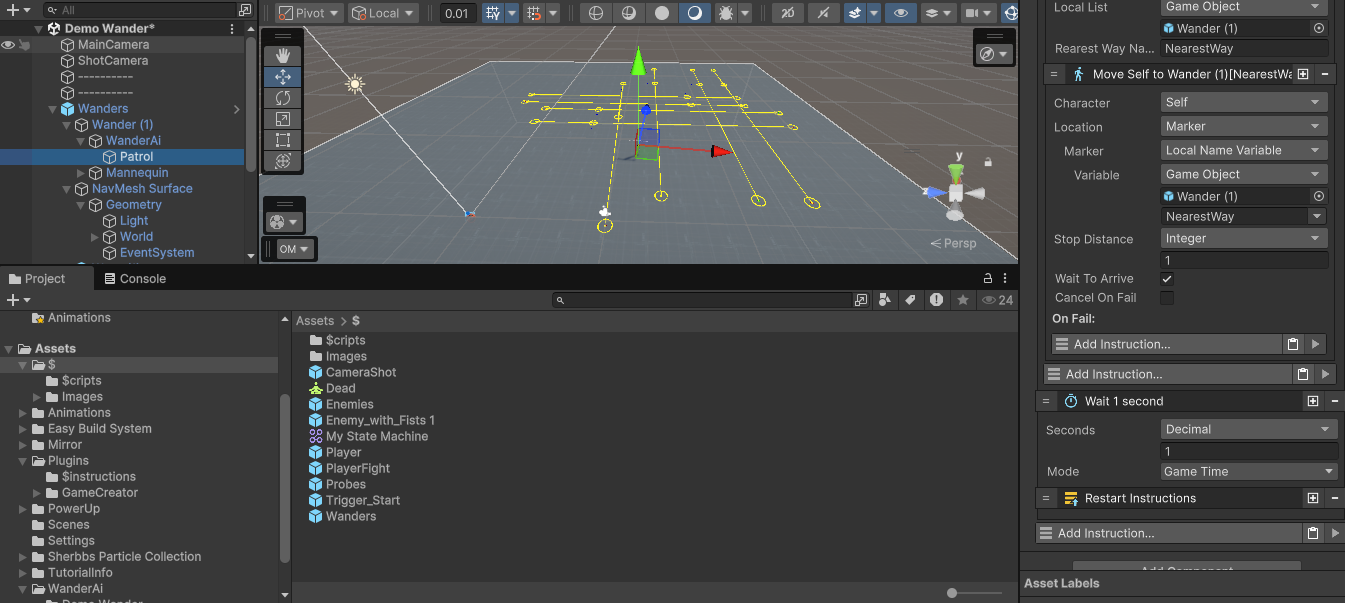 All
Pivot
Local
0.01
2D
Demo Wander*
MainCamera
ShotCamera
----------
----------
Wanders
Wander (1)
WanderAi
Patrol
Mannequin
NavMesh Surface
Geometry
Light
World
EventSystem
OM
y
Persp
Project
Console
24
Animations
Assets
$
$cripts
Images
Animations
Easy Build System
Mirror
Plugins
$instructions
GameCreator
PowerUp
Scenes
Settings
Sherbbs Particle Collection
TutorialInfo
WanderAi
Demo Wander
Assets > $
$cripts
Images
CameraShot
Dead
Enemies
Enemy_with_Fists 1
My State Machine
Player
PlayerFight
Probes
Trigger_Start
Wanders
Local List
Game Object
Wander (1)
Rearest Way Na...
NearestWay
Move Self to Wander (1)[NearestWa
Character
Self
Location
Marker
Marker
Local Name Variable
Variable
Game Object
Wander (1)
NearestWay
Stop Distance
Integer
1
Wait To Arrive
Cancel On Fail
On Fail:
Add Instruction...
Add Instruction...
Wait 1 second
Seconds
Decimal
1
Mode
Game Time
Restart Instructions
Add Instruction...
Add Component
Asset Labels